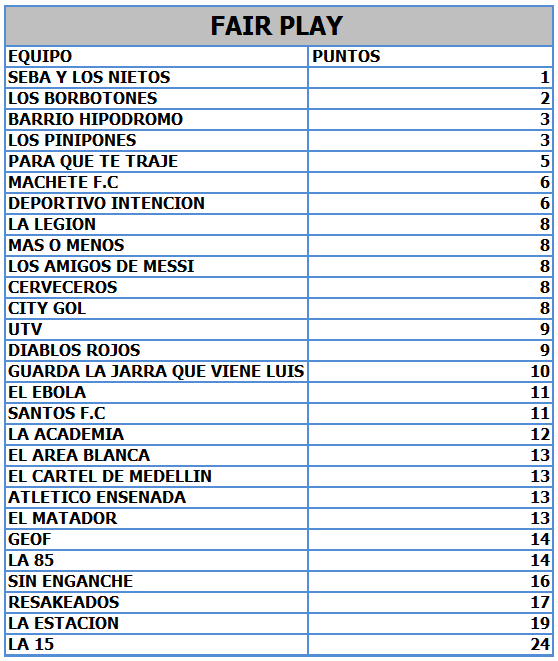 FAIR PLAY
EQUIPO PUNTOS
SEBA Y LOS NIETOS 1
LOS BORBOTONES 2
BARRIO HIPODROMO 3
LOS PINIPONES 3
PARA QUE TE TRAJE 5
MACHETE F.C 6
DEPORTIVO INTENCION 6
LA LEGION 8
MAS O MENOS 8
LOS AMIGOS DE MESSI 8
CERVECEROS 8
CITY GOL 8
UTV 9
DIABLOS ROJOS 9
GUARDA LA JARRA QUE VIENE LUIS 10
EL EBOLA 11
SANTOS F.C 11
LA ACADEMIA 12
EL AREA BLANCA 13
EL CARTEL DE MEDELLIN 13
ATLETICO ENSENADA 13
EL MATADOR 13
GEOF 14
LA 85 14
SIN ENGANCHE 16
RESAKEADOS 17
LA ESTACION 19
LA 15 24